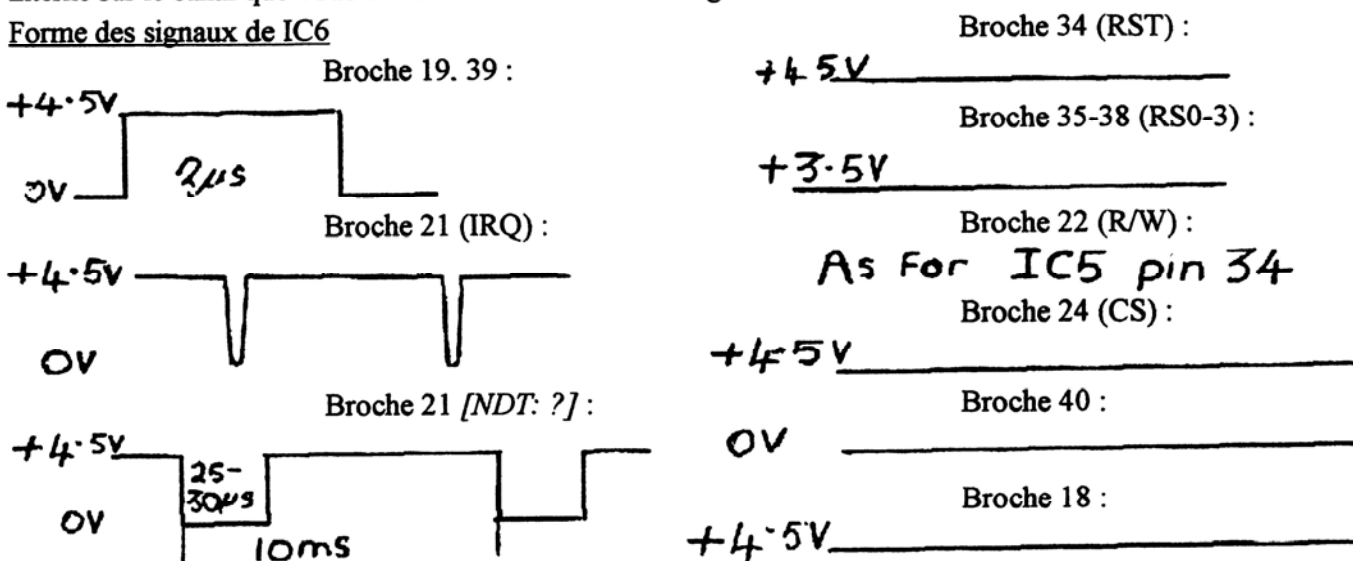 Forme des signaux de IC6
Broche 19. 39 :
+4.5V
2µs
0V
Broche 21 (IRQ) :
+4.5V
0V
Broche 21 [NDT: ?] :
+4.5V
25-
30µs
0V
10ms
Broche 34 (RST) :
+4 5V
Broche 35-38 (RS0-3) :
+3.5V
Broche 22 (R/W) :
As For IC5 pin 34
Broche 24 (CS) :
+4.5V
Broche 40 :
0V
Broche 18 :
+4.5V